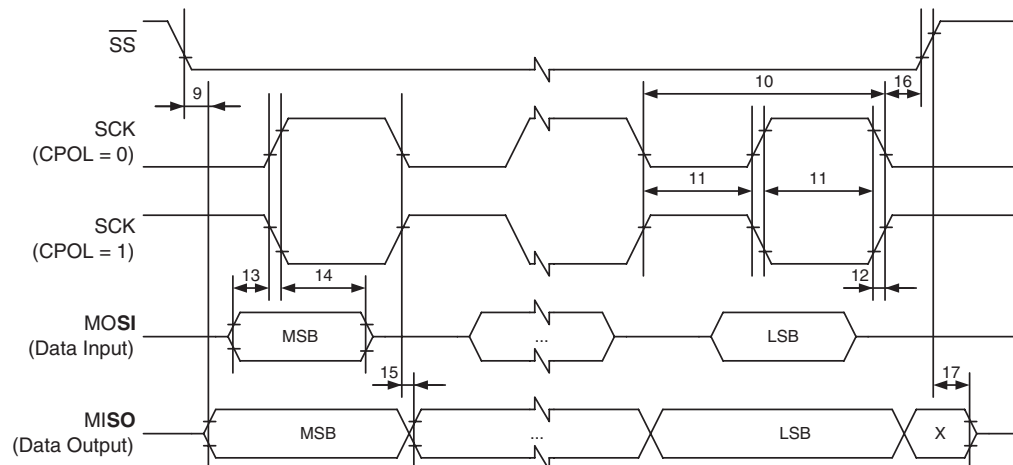 SS
9
10
16
SCK
(CPOL = 0)
11
11
SCK
(CPOL = 1)
12
13
14
MOSI
(Data Input)
MSB
...
LSB
15
17
MISO
(Data Output)
MSB
...
LSB
X